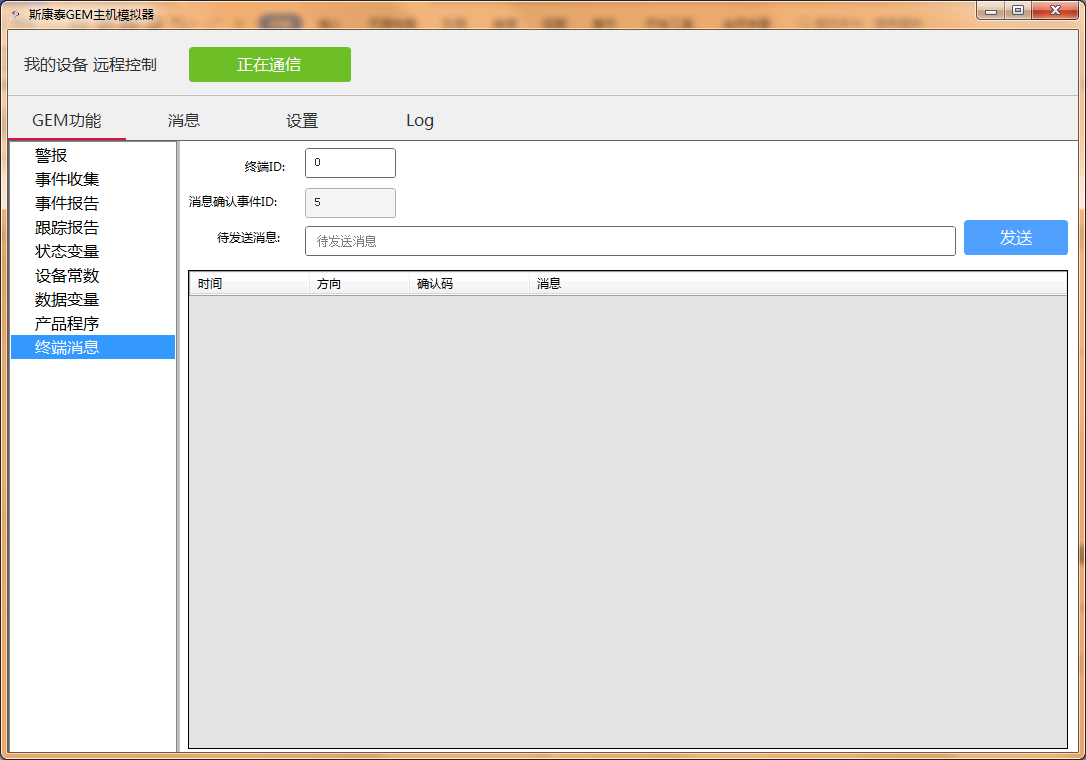 斯康泰GEM主机模拟器
我的设备 远程控制
正在通信
GEM功能 消息 设置 Log
警报
事件收集
事件报告
跟踪报告
状态变量
设备常数
数据变量
产品程序
终端消息
终端ID: 0
消息确认事件ID: 5
待发送消息: 待发送消息 发送
时间 方向 确认码 消息